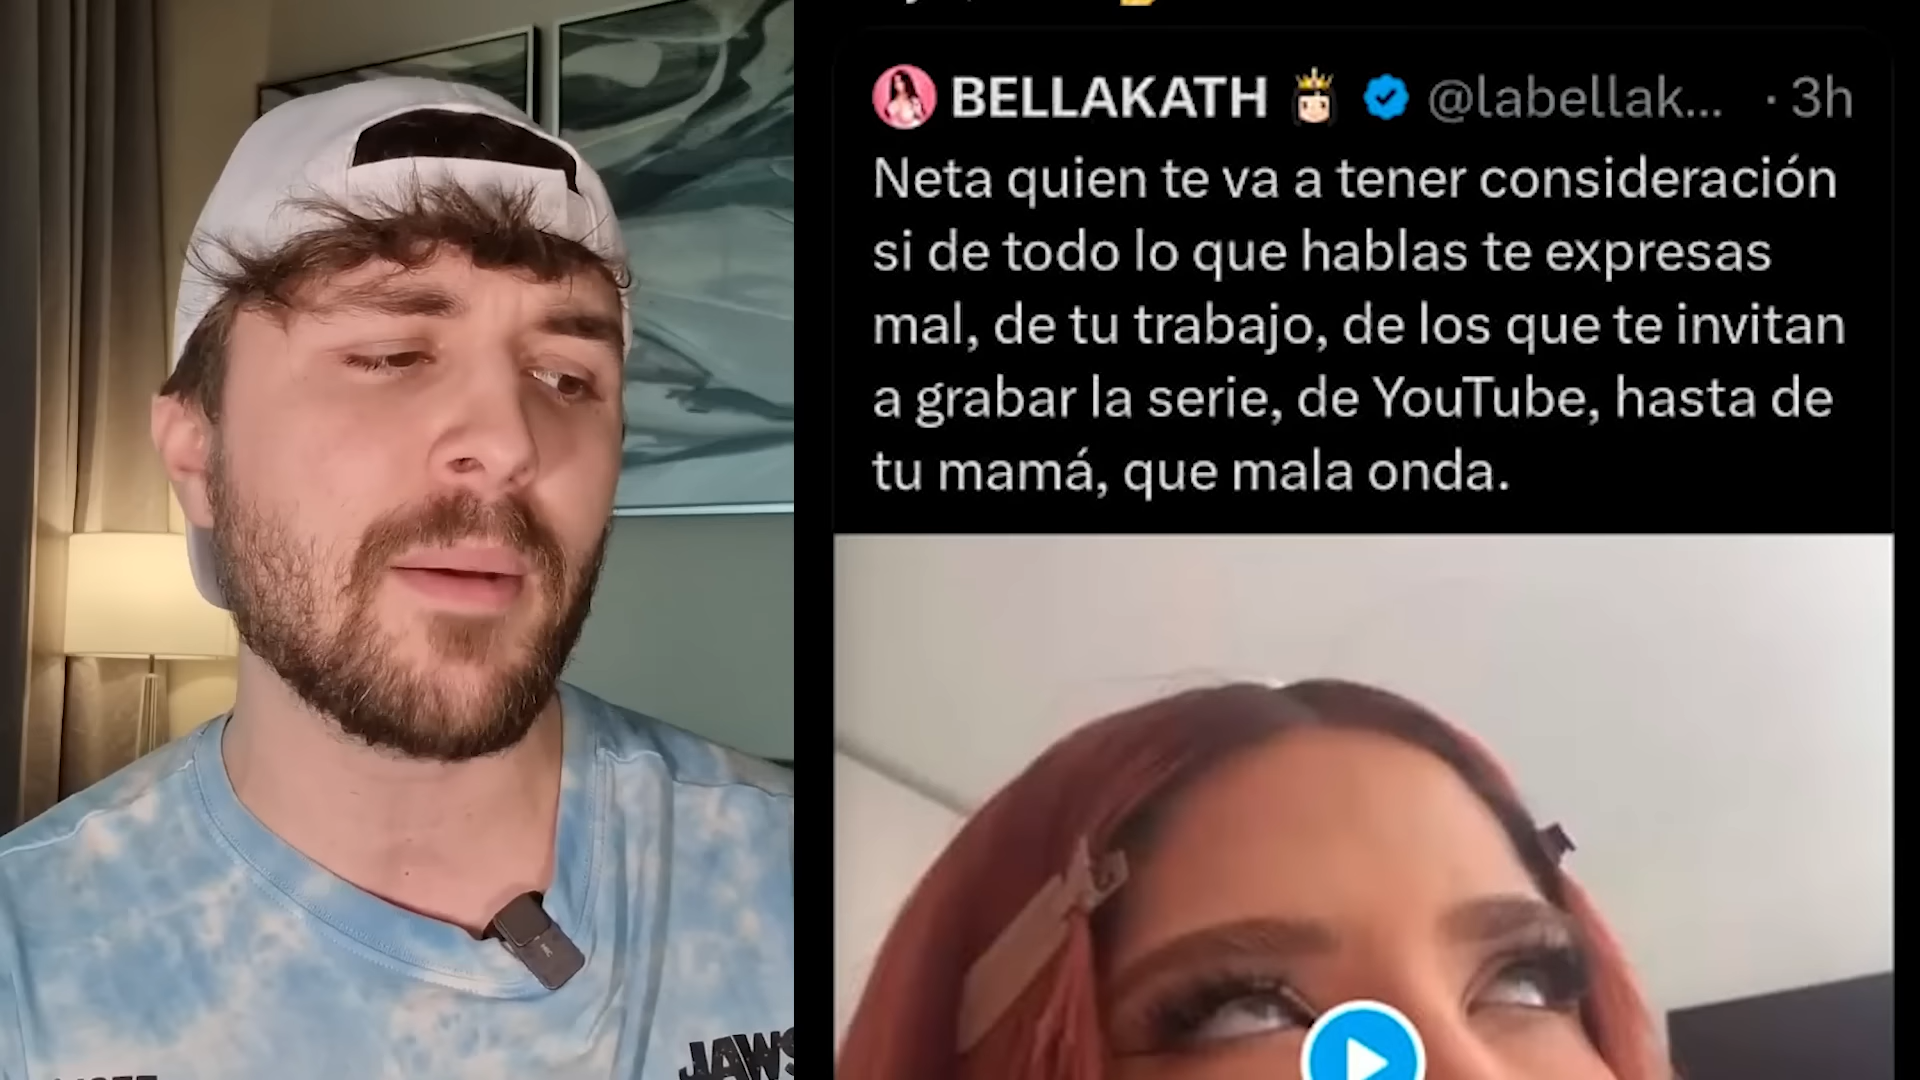 BELLAKATH 🤴🏻 @labellak... · 3h
Neta quien te va a tener consideración
si de todo lo que hablas te expresas
mal, de tu trabajo, de los que te invitan
a grabar la serie, de YouTube, hasta de
tu mamá, que mala onda.
JAWS